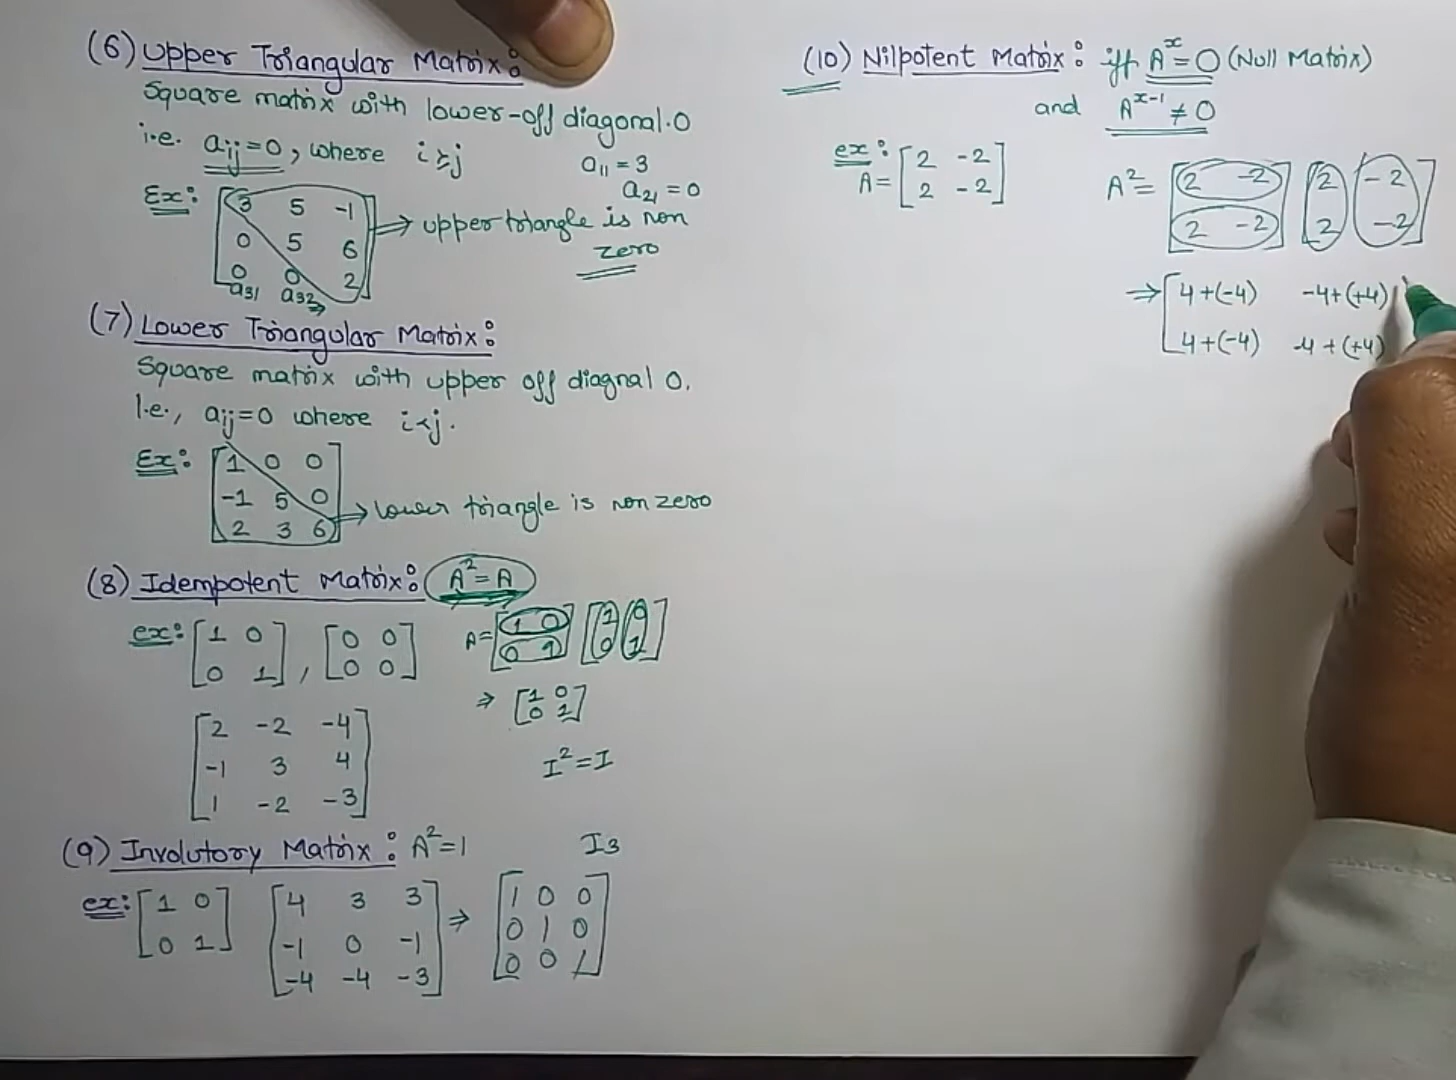 (6) Upper Triangular Matrix:
Square matrix with lower-off diagonal.0
i.e. aij=0, where i≥j
a11 = 3
a21 = 0
Ex: [3 5 -1
0 5 6
0 0 2]
a31 a32
⇒ upper triangle is non
zero
(7) Lower Triangular Matrix:
Square matrix with upper off diagnal 0.
I.e., aij=0 where i<j.
Ex: [1 0 0
-1 5 0
2 3 6]
⇒ Lower triangle is non zero
(8) Idempotent Matrix: A²=A
ex: [1 0
0 1] , [0 0
0 0]
A= [1 0
0 1] [1 0
0 1]
⇒ [1 0
0 1]
[2 -2 -4
-1 3 4
1 -2 -3]
I²=I
(9) Involutory Matrix: A²=1
I3
ex: [1 0
0 1]
[4 3 3
-1 0 -1
-4 -4 -3]
⇒ [1 0 0
0 1 0
0 0 1]
(10) Nilpotent Matrix: iff Aˣ=0 (Null Matrix)
and Aˣ⁻¹ ≠ 0
ex:
A= [2 -2
2 -2]
A²= [2 -2
2 -2] [2 -2
2 -2]
⇒ [4+(-4) -4+(+4)
4+(-4) -4+(+4)